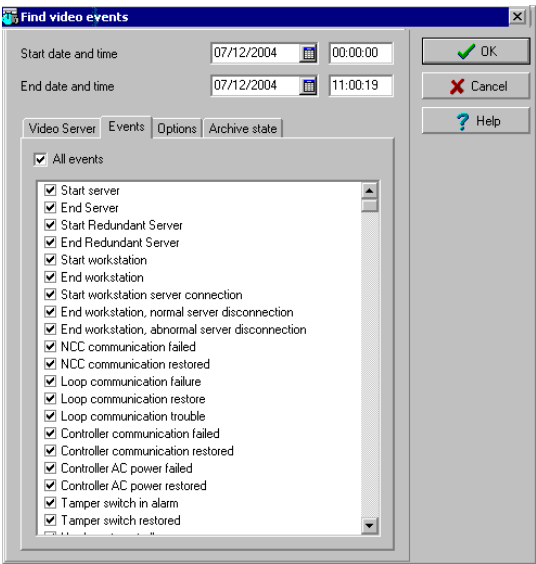 Find video events
Start date and time 07/12/2004 00:00:00
End date and time 07/12/2004 11:00:19
OK
Cancel
Help
Video Server Events Options Archive state
All events
Start server
End Server
Start Redundant Server
End Redundant Server
Start workstation
End workstation
Start workstation server connection
End workstation, normal server disconnection
End workstation, abnormal server disconnection
NCC communication failed
NCC communication restored
Loop communication failure
Loop communication restore
Loop communication trouble
Controller communication failed
Controller communication restored
Controller AC power failed
Controller AC power restored
Tamper switch in alarm
Tamper switch restored